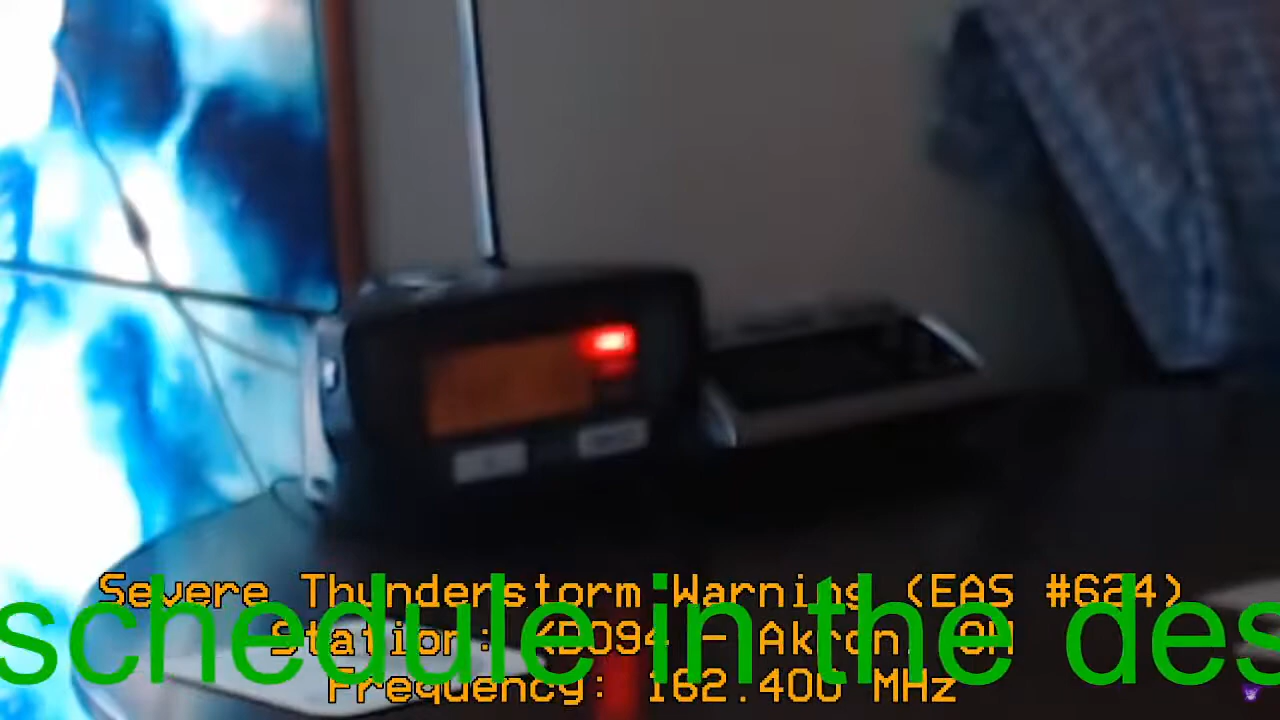 Severe Thunderstorm Warning (EAS #624)
schedule in the des
Station: KDO94 - Akron, OH
Frequency: 162.400 MHz